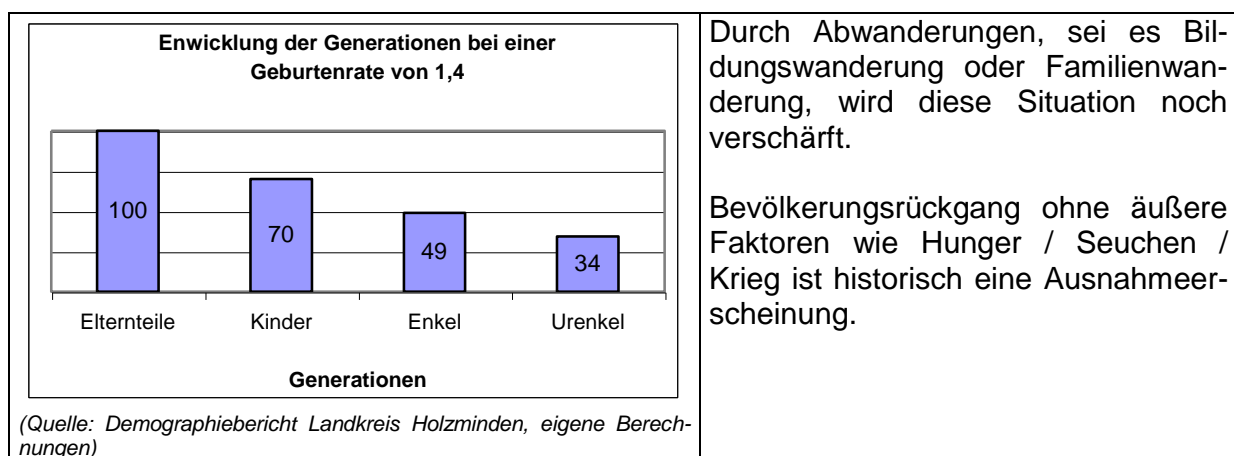 Enwicklung der Generationen bei einer
Geburtenrate von 1,4
100
70
49
34
Elternteile Kinder Enkel Urenkel
Generationen
(Quelle: Demographiebericht Landkreis Holzminden, eigene Berech-
nungen)
Durch Abwanderungen, sei es Bil-
dungswanderung oder Familienwan-
derung, wird diese Situation noch
verschärft.
Bevölkerungsrückgang ohne äußere
Faktoren wie Hunger / Seuchen /
Krieg ist historisch eine Ausnahmeer-
scheinung.